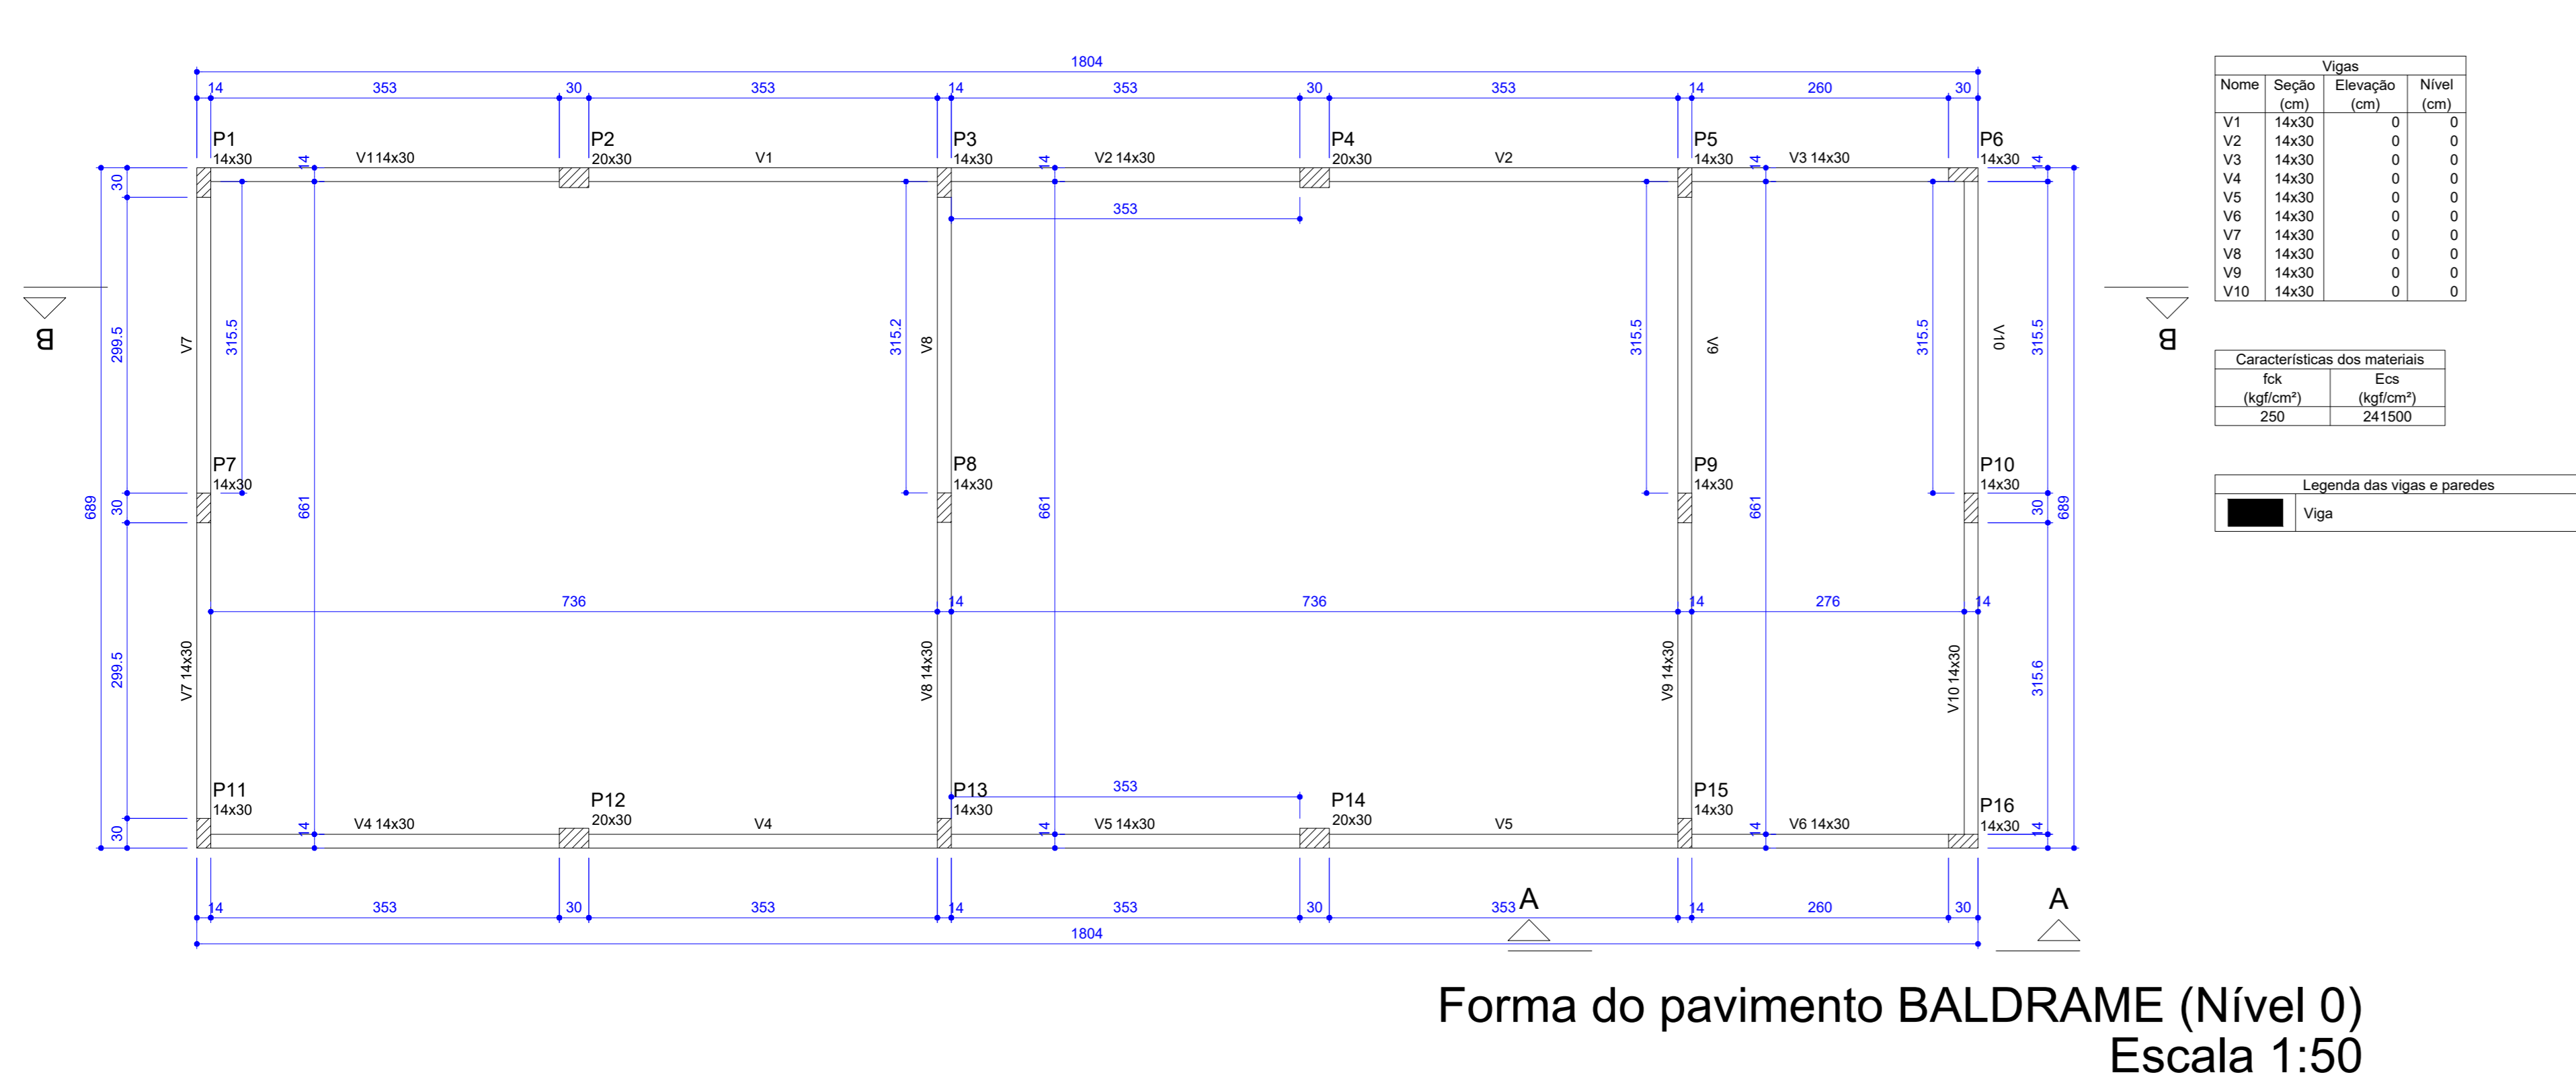 1804
14 353 30 353 14 353 30 353 14 260 30
P1 P2 P3 P4 P5 P6
14x30 V1 14x30 20x30 V1 14x30 V2 14x30 20x30 V2 14x30 V3 14x30 14x30
14 14 14 14
30
353
B B
299.5 V7 315.5 315.2 V8 315.5 V9 315.5 V10 315.5
P7 P8 P9 P10
14x30 14x30 14x30 14x30
689 30 661 661 661 30 689
736 14 736 14 276 14
299.5 V7 14x30 V8 14x30 V9 14x30 V10 14x30 315.6
353
P11 P12 P13 P14 P15 P16
14x30 20x30 14x30 20x30 14x30 14x30
30 14 V4 14x30 V4 14 V5 14x30 V5 14 V6 14x30 14
A A
14 353 30 353 14 353 30 353 14 260 30
1804
Vigas
Nome Seção Elevação Nível
(cm) (cm) (cm)
V1 14x30 0 0
V2 14x30 0 0
V3 14x30 0 0
V4 14x30 0 0
V5 14x30 0 0
V6 14x30 0 0
V7 14x30 0 0
V8 14x30 0 0
V9 14x30 0 0
V10 14x30 0 0
Características dos materiais
fck Ecs
(kgf/cm²) (kgf/cm²)
250 241500
Legenda das vigas e paredes
Viga
Forma do pavimento BALDRAME (Nível 0)
Escala 1:50